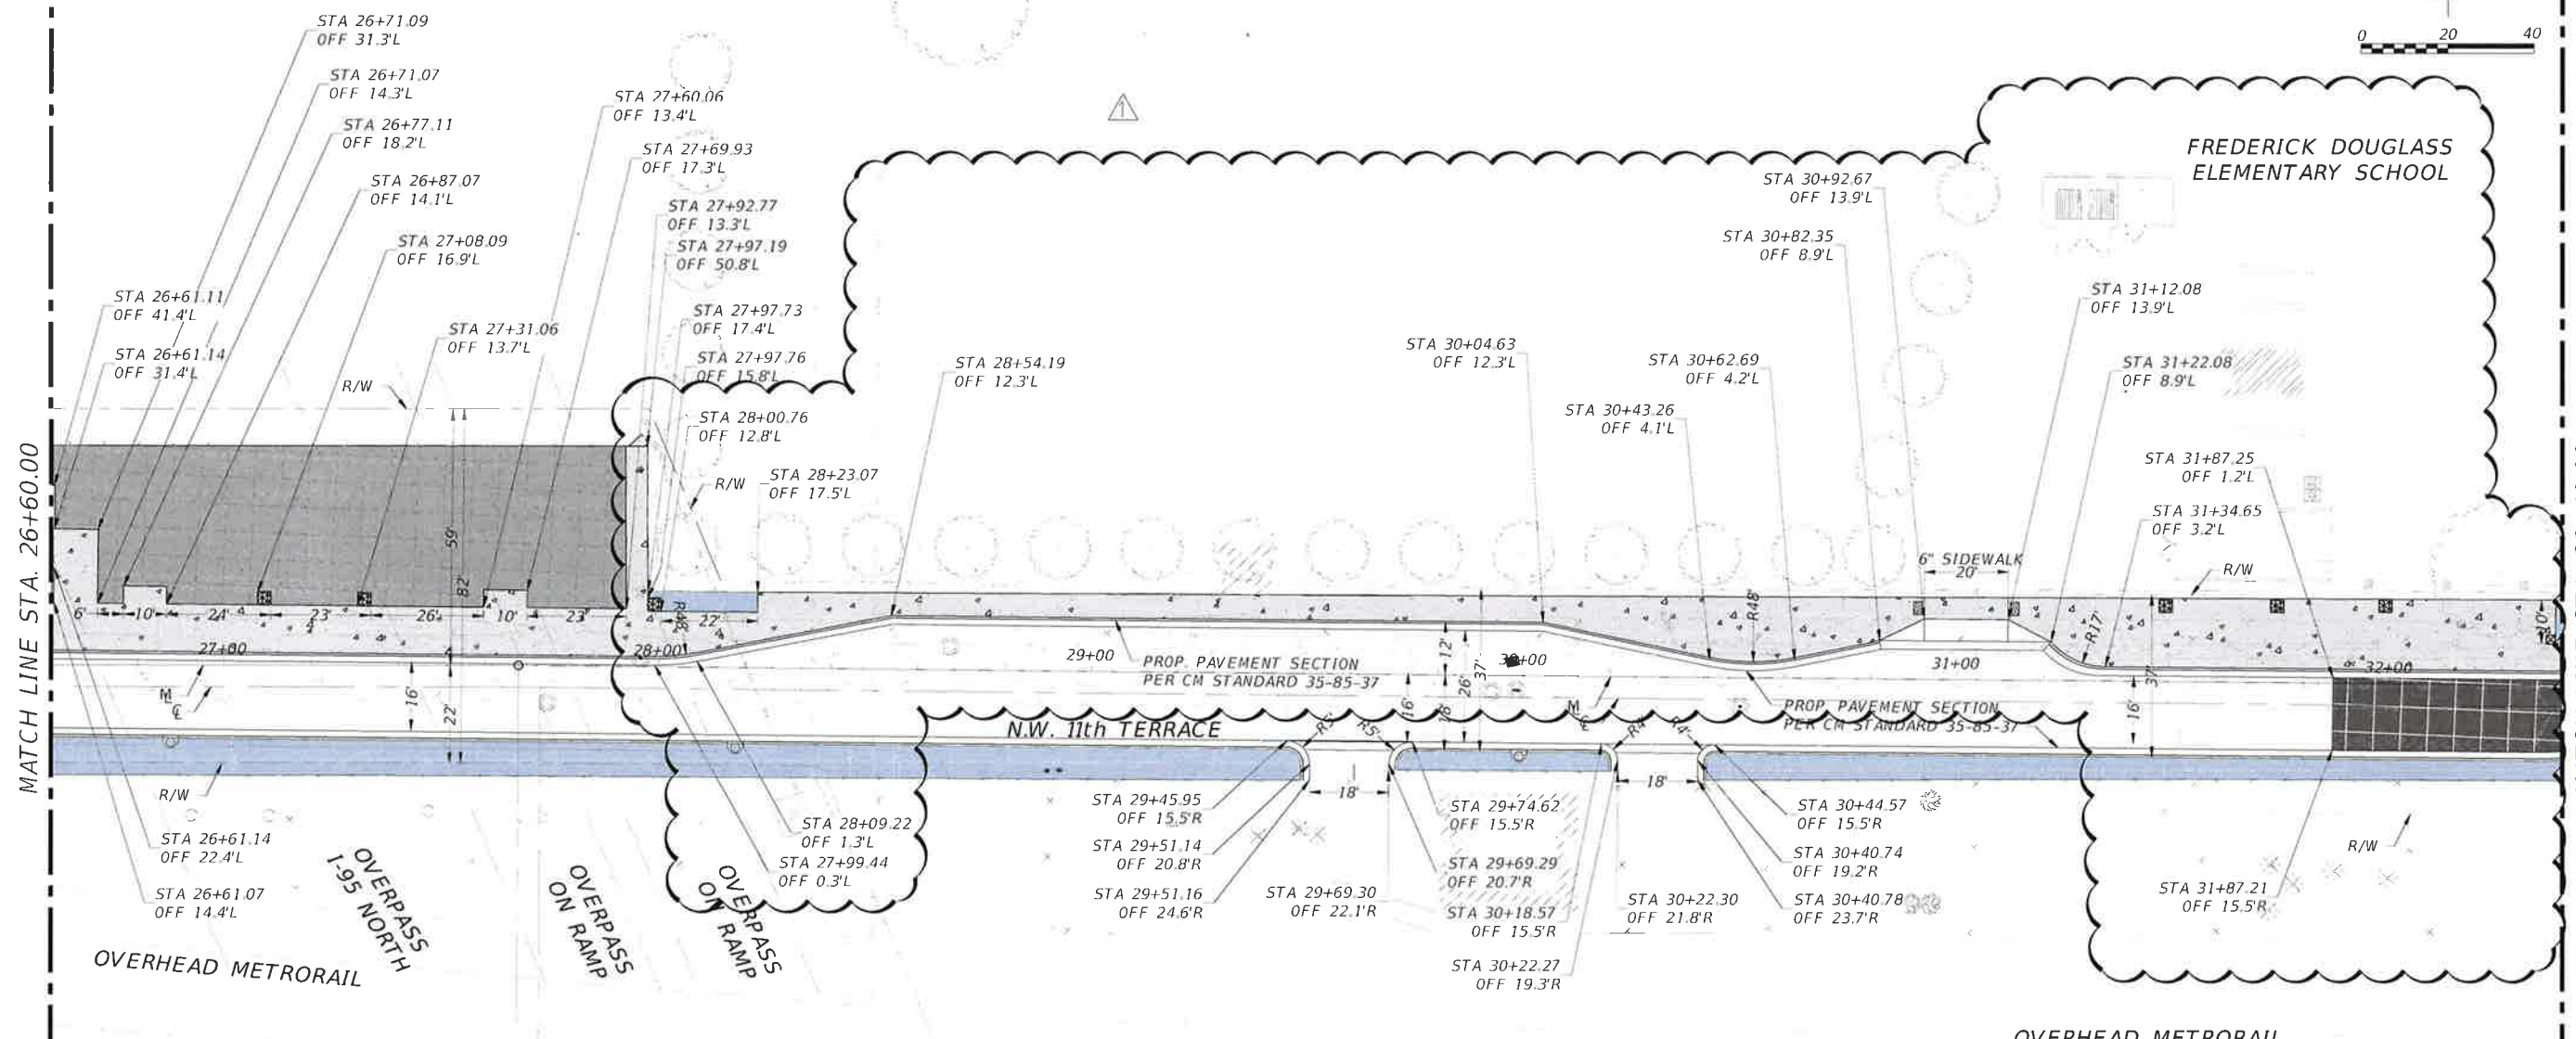 STA 26+71.09
OFF 31.3'L
STA 26+71.07
OFF 14.3'L
STA 26+77.11
OFF 18.2'L
STA 26+87.07
OFF 14.1'L
STA 27+08.09
OFF 16.9'L
STA 26+61.11
OFF 41.4'L
STA 26+61.14
OFF 31.4'L
STA 27+31.06
OFF 13.7'L
STA 27+60.06
OFF 13.4'L
STA 27+69.93
OFF 17.3'L
STA 27+92.77
OFF 13.3'L
STA 27+97.19
OFF 50.8'L
STA 27+97.73
OFF 17.4'L
STA 27+97.76
OFF 15.8'L
STA 28+00.76
OFF 12.8'L
STA 28+23.07
OFF 17.5'L
R/W
R/W
1
0 20 40
FREDERICK DOUGLASS
ELEMENTARY SCHOOL
STA 28+54.19
OFF 12.3'L
STA 30+04.63
OFF 12.3'L
STA 30+43.26
OFF 4.1'L
STA 30+62.69
OFF 4.2'L
STA 30+82.35
OFF 8.9'L
STA 30+92.67
OFF 13.9'L
STA 31+12.08
OFF 13.9'L
STA 31+22.08
OFF 8.9'L
STA 31+87.25
OFF 1.2'L
STA 31+34.65
OFF 3.2'L
6" SIDEWALK
20'
R/W
MATCH LINE STA. 26+60.00
59'
82'
6'
10'
24'
23'
26'
10'
23'
22'
R48'
R17'
10'
27+00
28+00
29+00
31+00
32+00
PROP. PAVEMENT SECTION
PER CM STANDARD 35-85-37
PROP. PAVEMENT SECTION
PER CM STANDARD 35-85-37
16'
22'
12'
37'
26'
16'
18'
37'
16'
N.W. 11th TERRACE
R5'
R5'
R4'
R4'
18'
18'
R/W
STA 26+61.14
OFF 22.4'L
STA 26+61.07
OFF 14.4'L
OVERPASS
I-95 NORTH
OVERPASS
ON RAMP
OVERPASS
ON RAMP
OVERHEAD METRORAIL
STA 28+09.22
OFF 1.3'L
STA 27+99.44
OFF 0.3'L
STA 29+45.95
OFF 15.5'R
STA 29+51.14
OFF 20.8'R
STA 29+51.16
OFF 24.6'R
STA 29+69.30
OFF 22.1'R
STA 29+74.62
OFF 15.5'R
STA 29+69.29
OFF 20.7'R
STA 30+18.57
OFF 15.5'R
STA 30+22.27
OFF 19.3'R
STA 30+22.30
OFF 21.8'R
STA 30+44.57
OFF 15.5'R
STA 30+40.74
OFF 19.2'R
STA 30+40.78
OFF 23.7'R
STA 31+87.21
OFF 15.5'R
R/W
OVERHEAD METRORAIL